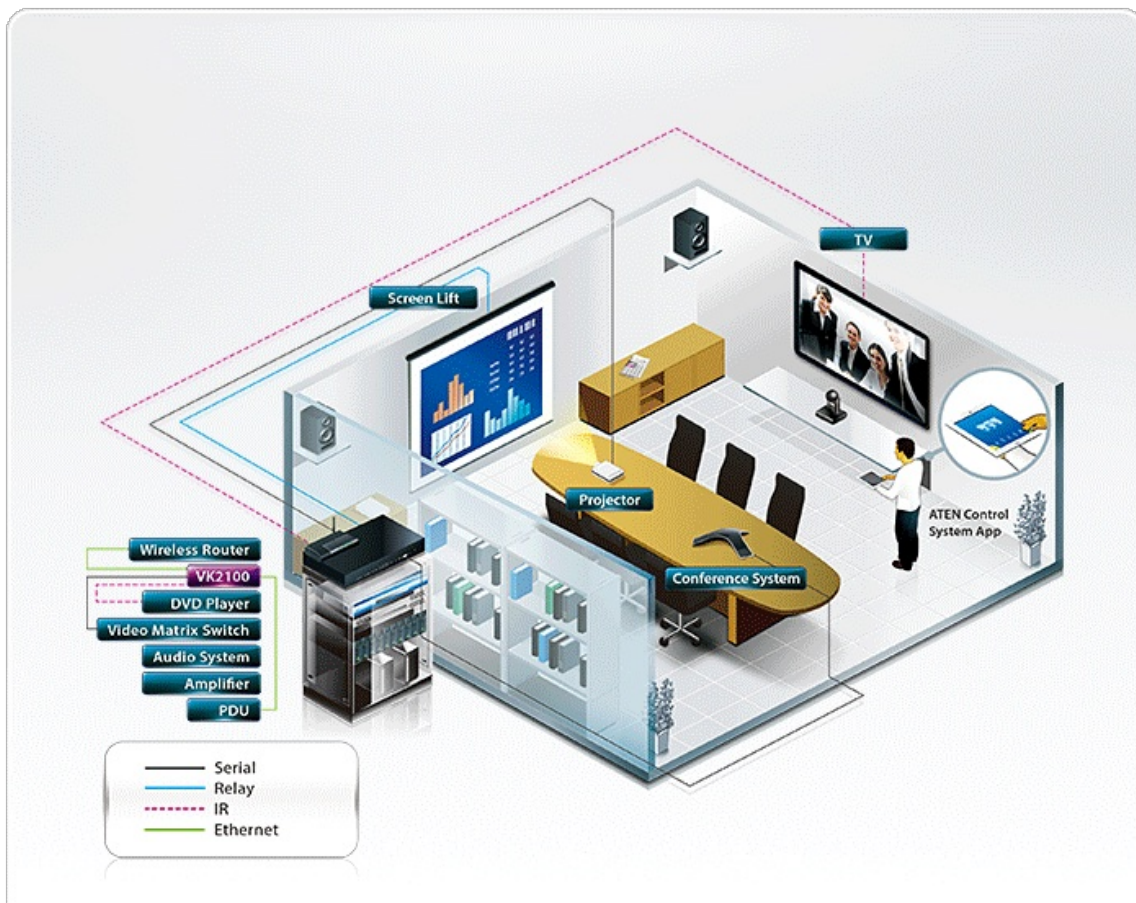 TV
Screen Lift
Projector
ATEN Control
System App
Conference System
Wireless Router
VK2100
DVD Player
Video Matrix Switch
Audio System
Amplifier
PDU
Serial
Relay
IR
Ethernet